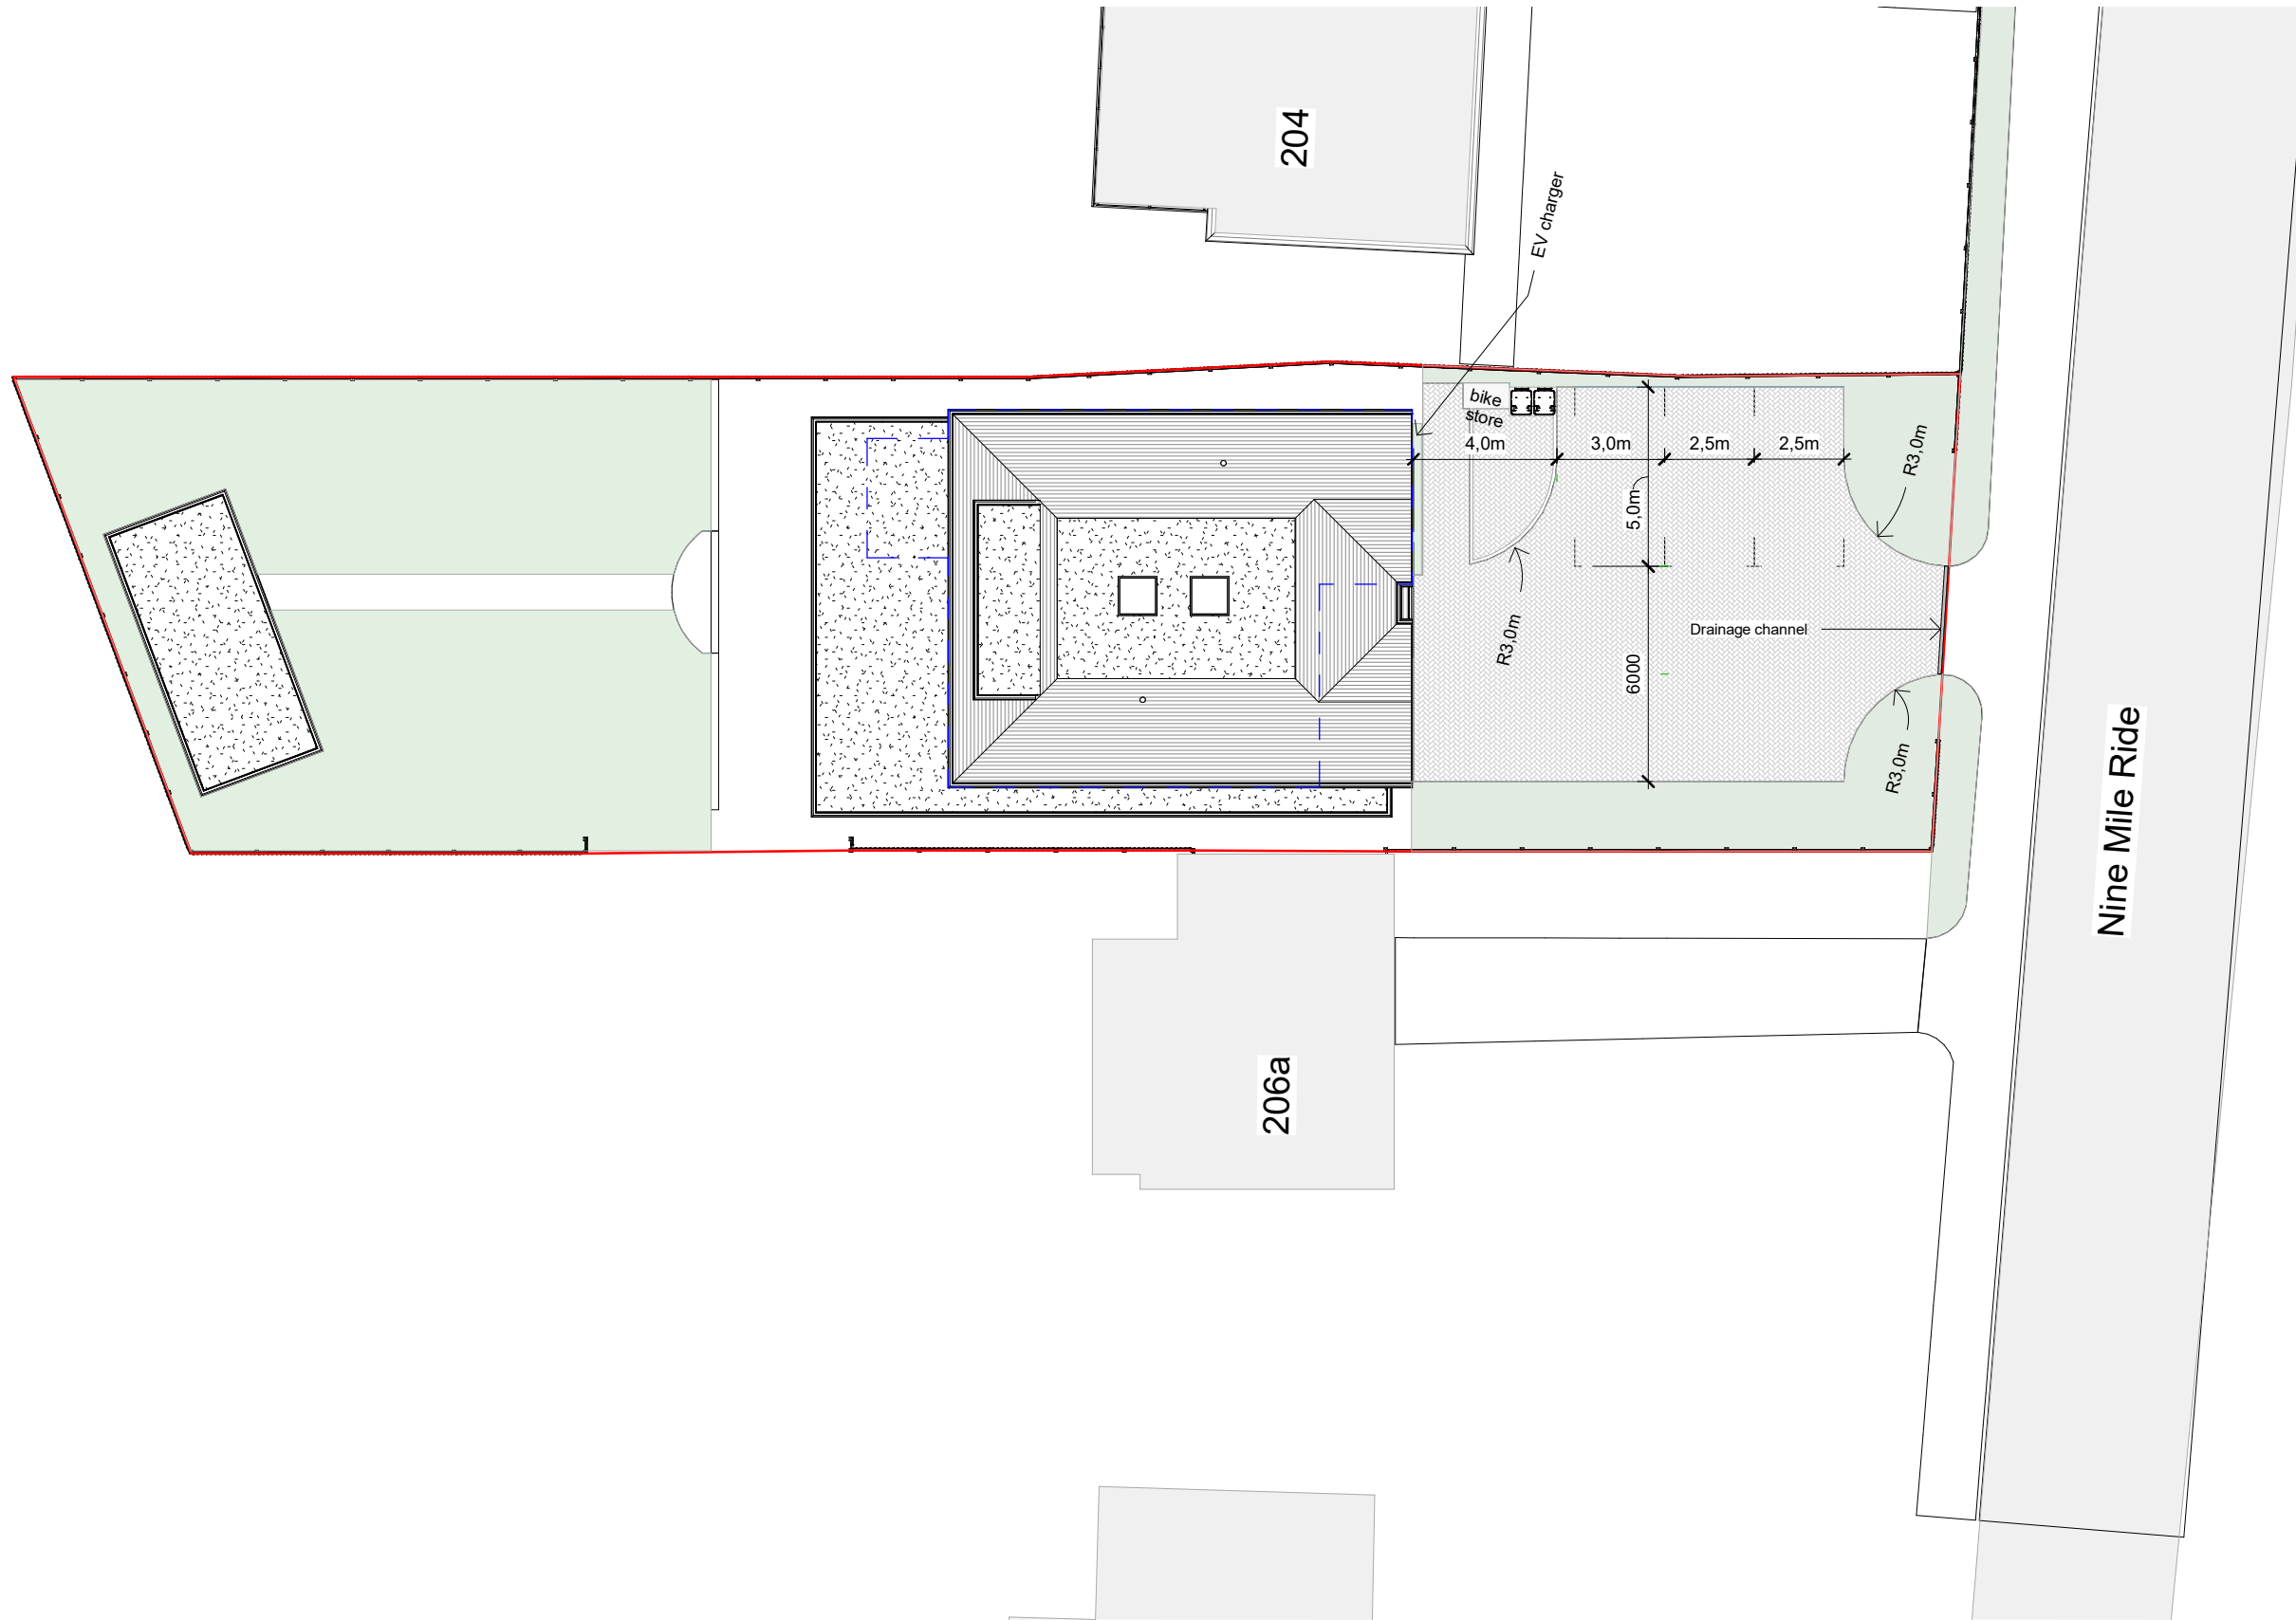 204
EV charger
bike
store
4,0m
3,0m
2,5m
2,5m
R3,0m
5,0m
R3,0m
Drainage channel
6000
R3,0m
Nine Mile Ride
206a